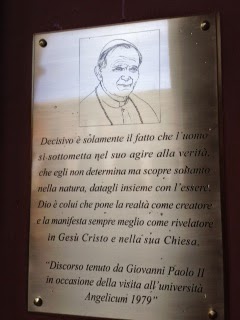 Decisivo è solamente il fatto che l'uomo
si sottometta nel suo agire alla verità,
che egli non determina ma scopre soltanto
nella natura, datagli insieme con l'essere.
Dio è colui che pone la realtà come creatore
e la manifesta sempre meglio come rivelatore
in Gesù Cristo e nella sua Chiesa.
"Discorso tenuto da Giovanni Paolo II
in occasione della visita all'università
Angelicum 1979"